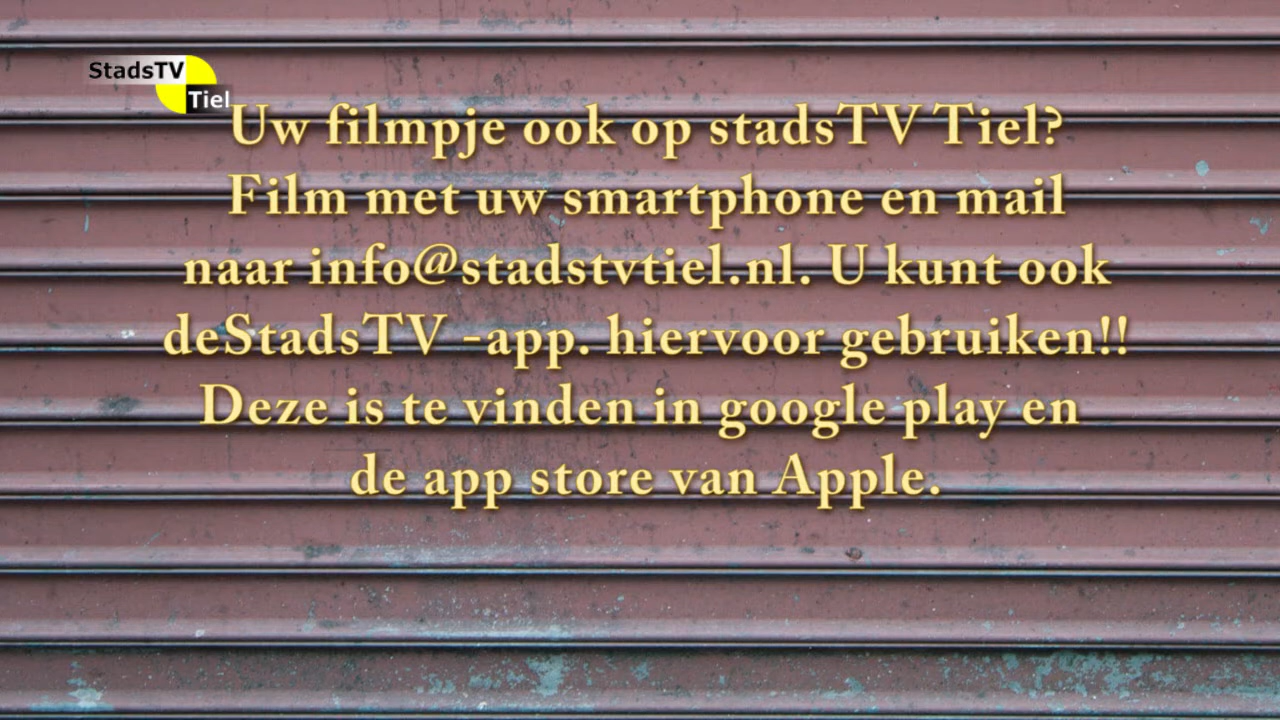 StadsTV
Tiel
Uw filmpje ook op stadsTV Tiel?
Film met uw smartphone en mail
naar info@stadstvtiel.nl. U kunt ook
deStadsTV -app. hiervoor gebruiken!!
Deze is te vinden in google play en
de app store van Apple.